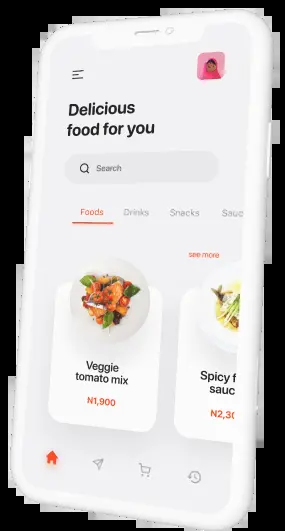 Delicious
food for you
Search
Foods Drinks Snacks Sauc
see more
Veggie
tomato mix
N1,900
Spicy f
sauc
N2,30